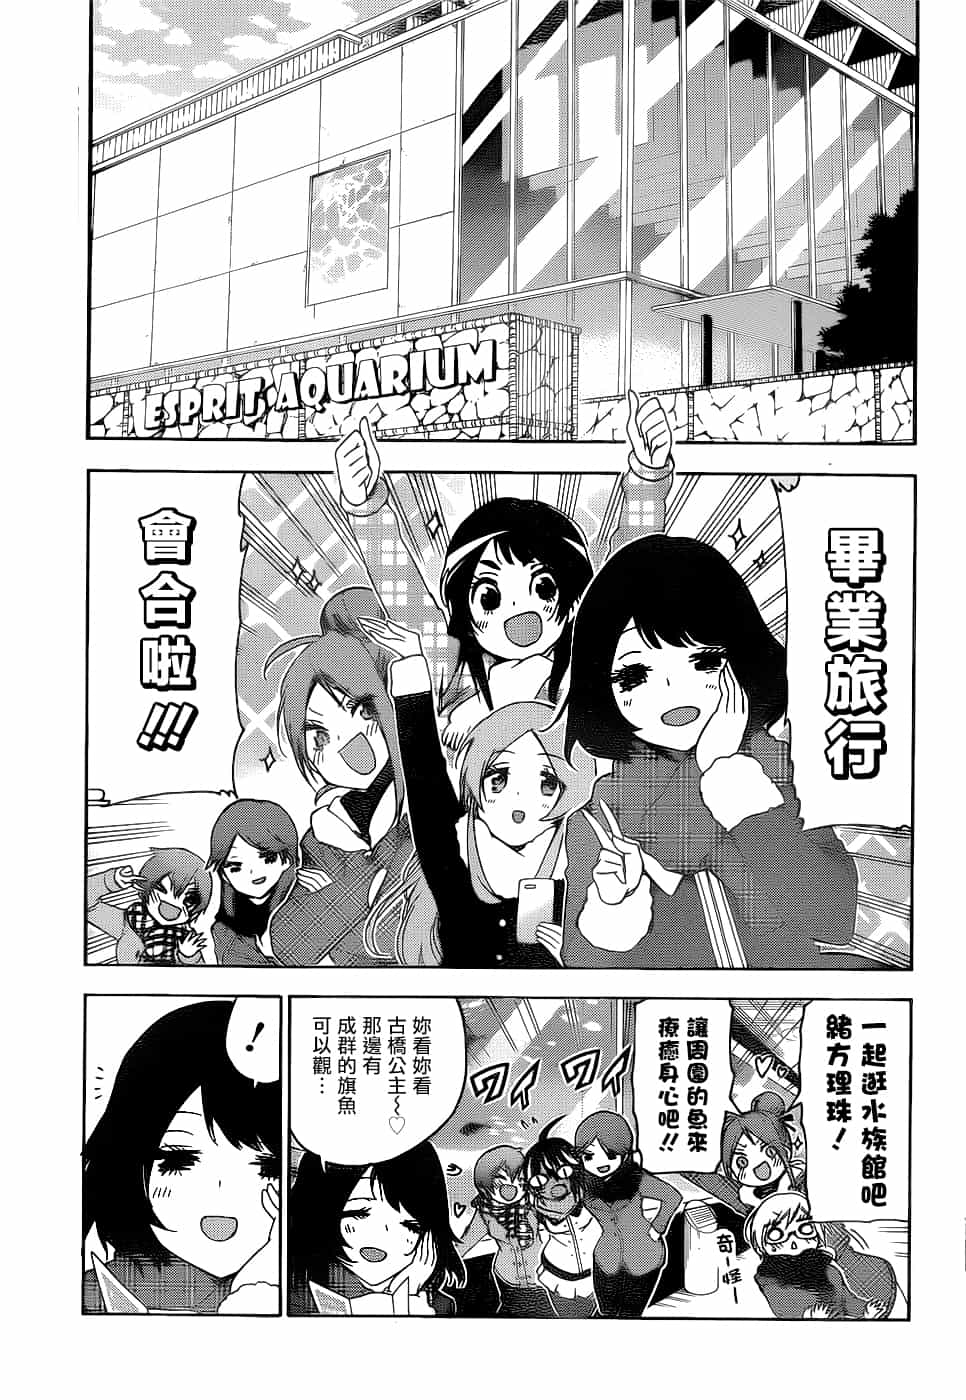 ESPRIT AQUARIUM
畢業旅行
會合啦!!!
一起逛水族館吧
緒方理珠!
讓困圍的魚來
療癒身心吧!!
奇─怪─
ワイ
ワイ
妳看妳看
古橋公主~♡
那邊有
成群的旗魚
可以觀…
!